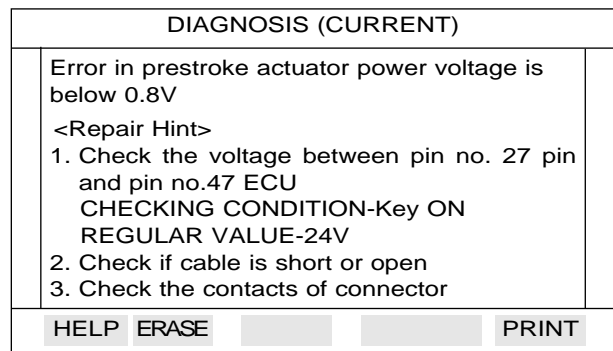 DIAGNOSIS (CURRENT)
Error in prestroke actuator power voltage is
below 0.8V
<Repair Hint>
1. Check the voltage between pin no. 27 pin
and pin no.47 ECU
CHECKING CONDITION-Key ON
REGULAR VALUE-24V
2. Check if cable is short or open
3. Check the contacts of connector
HELP ERASE PRINT